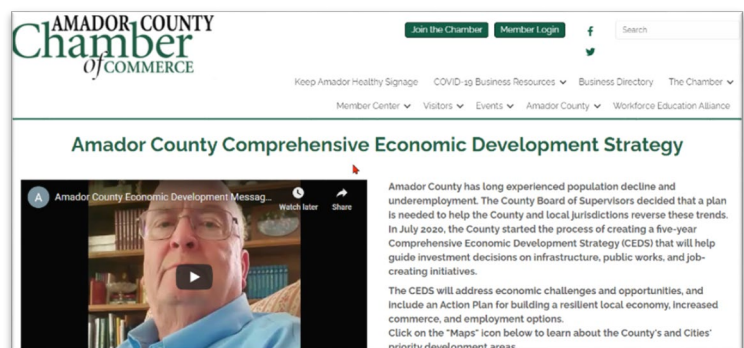 AMADOR COUNTY
Chamber
of COMMERCE
Join the Chamber Member Login Search
Keep Amador Healthy Signage COVID-19 Business Resources Business Directory The Chamber
Member Center Visitors Events Amador County Workforce Education Alliance
Amador County Comprehensive Economic Development Strategy
A Amador County Economic Development Messag... Watch later Share
Amador County has long experienced population decline and
underemployment. The County Board of Supervisors decided that a plan
is needed to help the County and local jurisdictions reverse these trends.
In July 2020, the County started the process of creating a five-year
Comprehensive Economic Development Strategy (CEDS) that will help
guide investment decisions on infrastructure, public works, and job-
creating initiatives.
The CEDS will address economic challenges and opportunities, and
include an Action Plan for building a resilient local economy, increased
commerce, and employment options.
Click on the "Maps" icon below to learn about the County's and Cities'
priority development areas